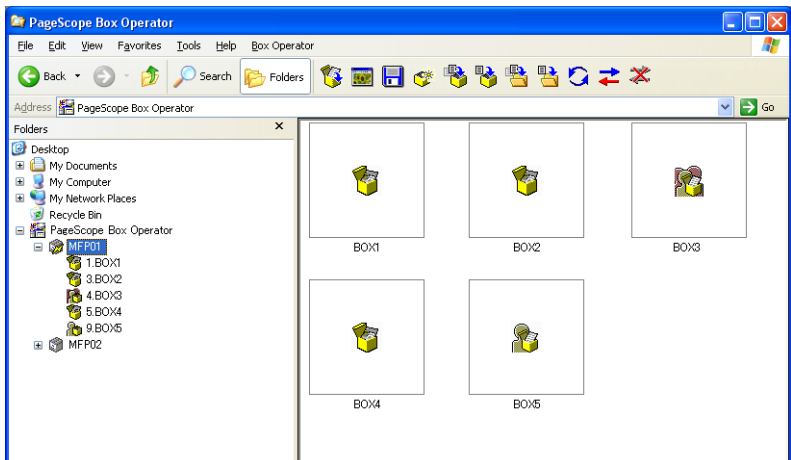 PageScope Box Operator
File Edit View Favorites Tools Help Box Operator
Back Search Folders
Address PageScope Box Operator Go
Folders
Desktop
My Documents
My Computer
My Network Places
Recycle Bin
PageScope Box Operator
MFP01
1.BOX1
3.BOX2
4.BOX3
5.BOX4
9.BOX5
MFP02
BOX1 BOX2 BOX3
BOX4 BOX5